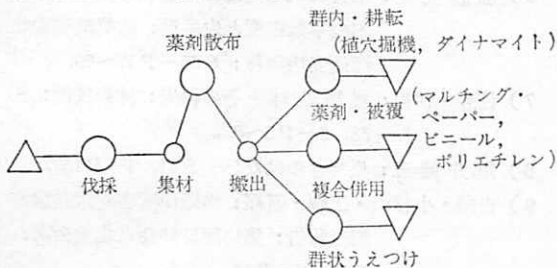 群内・耕転
(植穴掘機，ダイナマイト)
薬剤散布
薬剤・被覆
(マルチング・
ペーパー，
ビニール，
ポリエチレン)
伐採
集材
搬出
複合併用
群状うえつけ